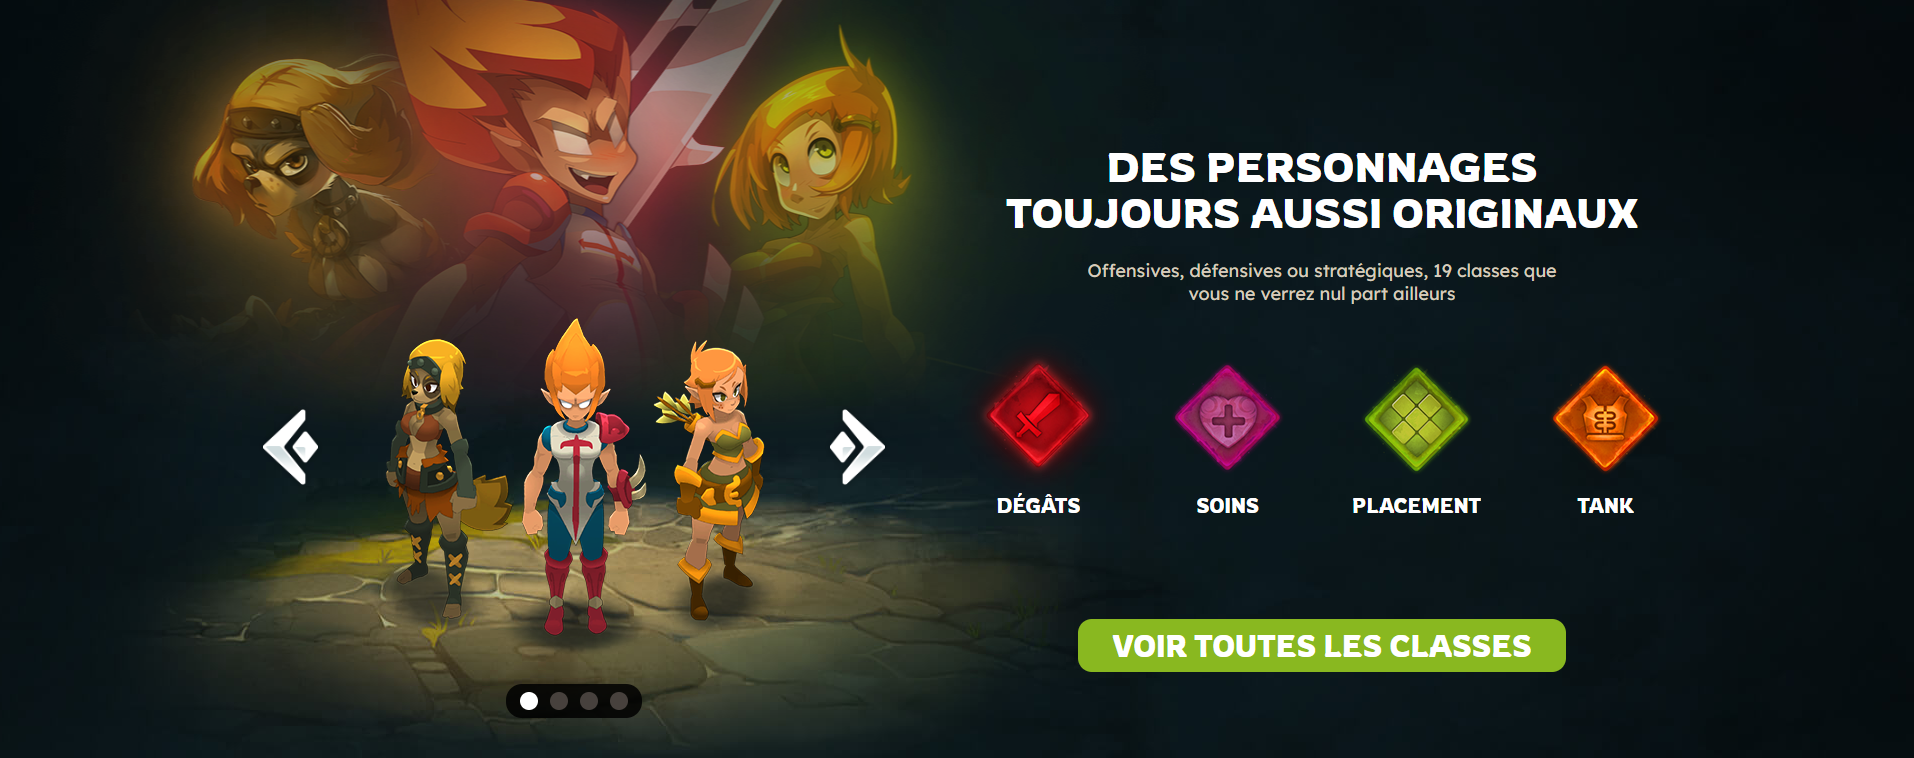 DES PERSONNAGES
TOUJOURS AUSSI ORIGINAUX
Offensives, défensives ou stratégiques, 19 classes que
vous ne verrez nul part ailleurs
DÉGÂTS
SOINS
PLACEMENT
TANK
VOIR TOUTES LES CLASSES